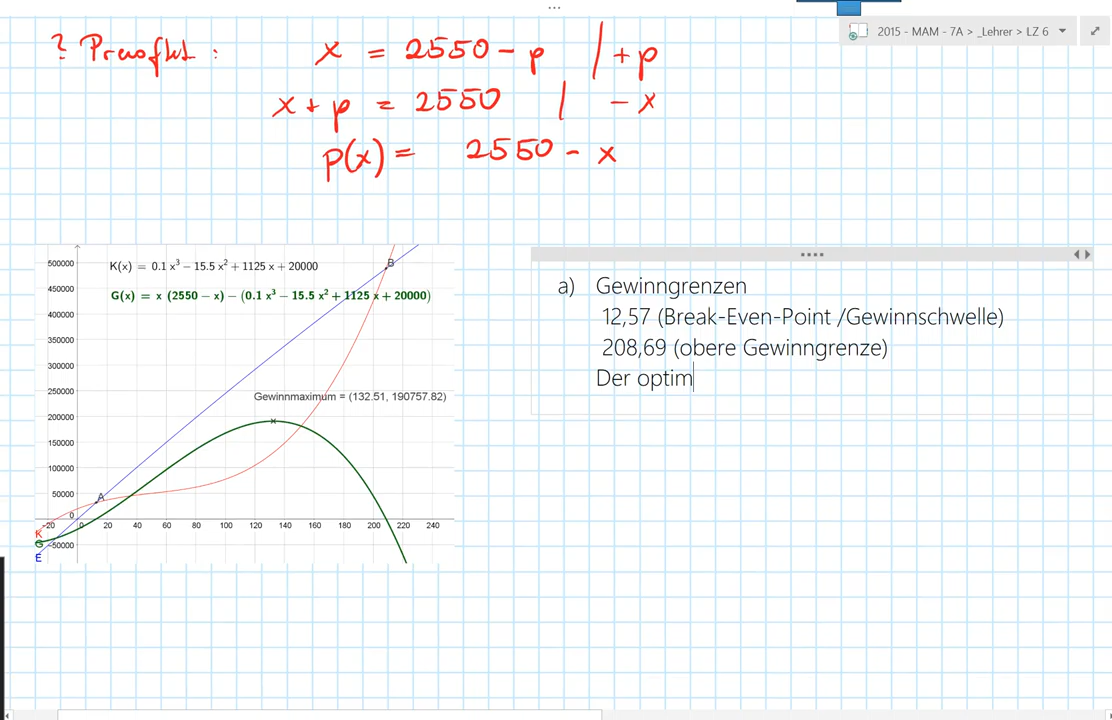 2015 - MAM - 7A > _Lehrer > LZ 6
? Preisfkt : x = 2550 - p | + p
x + p = 2550 | - x
p(x) = 2550 - x
K(x) = 0.1 x³ − 15.5 x² + 1125 x + 20000
G(x) = x (2550 − x) − (0.1 x³ − 15.5 x² + 1125 x + 20000)
Gewinnmaximum = (132.51, 190757.82)
500000
450000
400000
350000
300000
250000
200000
150000
100000
50000
0
-50000
-20 0 20 40 60 80 100 120 140 160 180 200 220 240
A
B
K
G
E
a) Gewinngrenzen
12,57 (Break-Even-Point /Gewinnschwelle)
208,69 (obere Gewinngrenze)
Der optim